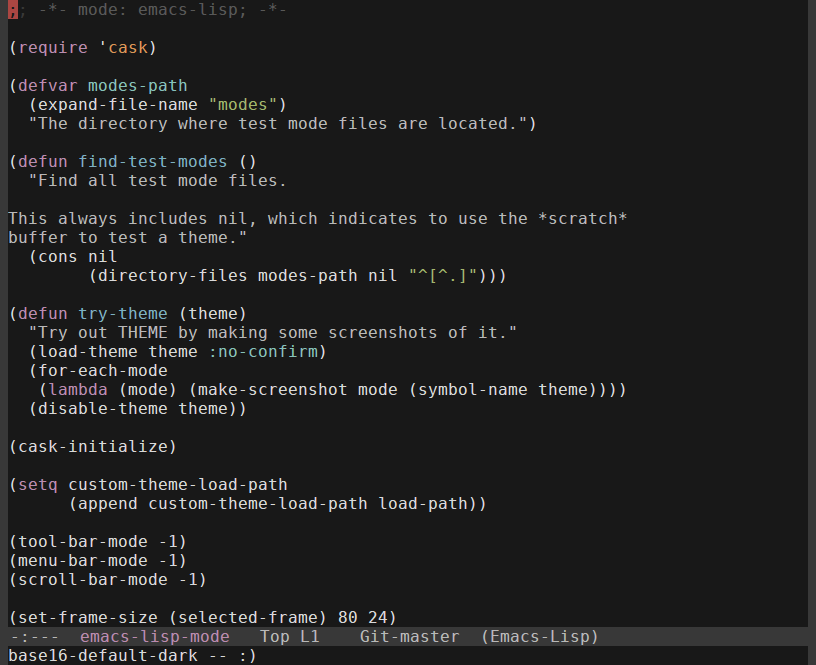 ;; -*- mode: emacs-lisp; -*-

(require 'cask)

(defvar modes-path
  (expand-file-name "modes")
  "The directory where test mode files are located.")

(defun find-test-modes ()
  "Find all test mode files.

This always includes nil, which indicates to use the *scratch*
buffer to test a theme."
  (cons nil
        (directory-files modes-path nil "^[^.]")))

(defun try-theme (theme)
  "Try out THEME by making some screenshots of it."
  (load-theme theme :no-confirm)
  (for-each-mode
   (lambda (mode) (make-screenshot mode (symbol-name theme))))
  (disable-theme theme))

(cask-initialize)

(setq custom-theme-load-path
      (append custom-theme-load-path load-path))

(tool-bar-mode -1)
(menu-bar-mode -1)
(scroll-bar-mode -1)

(set-frame-size (selected-frame) 80 24)
-:---  emacs-lisp-mode   Top L1    Git-master  (Emacs-Lisp)
base16-default-dark -- :)